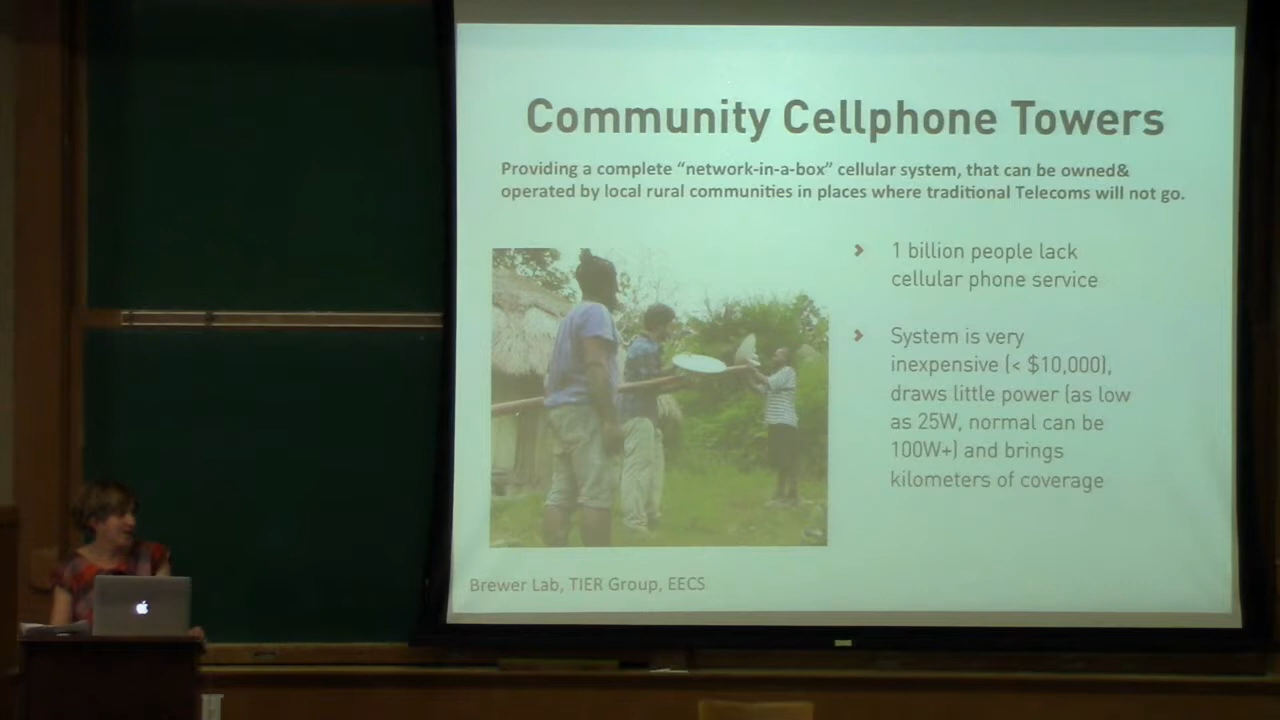 Community Cellphone Towers
Providing a complete “network-in-a-box” cellular system, that can be owned&
operated by local rural communities in places where traditional Telecoms will not go.
1 billion people lack
cellular phone service
System is very
inexpensive (< $10,000),
draws little power (as low
as 25W, normal can be
100W+) and brings
kilometers of coverage
Brewer Lab, TIER Group, EECS